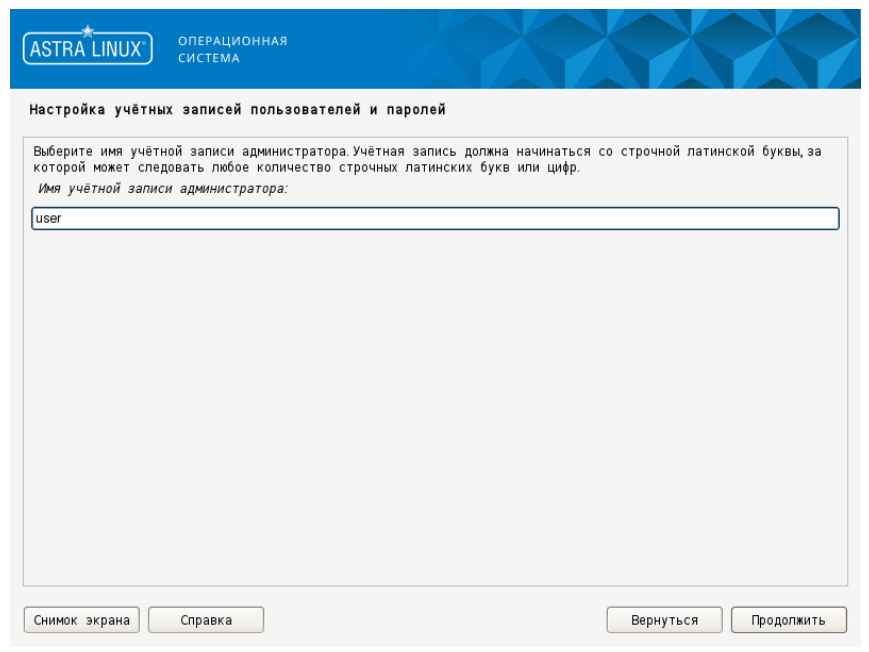 ASTRA LINUX®
ОПЕРАЦИОННАЯ
СИСТЕМА
Настройка учётных записей пользователей и паролей
Выберите имя учётной записи администратора. Учётная запись должна начинаться со строчной латинской буквы, за
которой может следовать любое количество строчных латинских букв или цифр.
Имя учётной записи администратора:
user
Снимок экрана
Справка
Вернуться
Продолжить